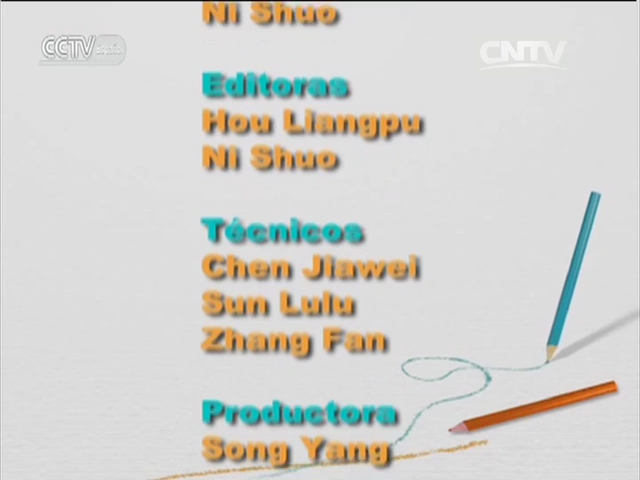 Ni Shuo
CCTV Español
CNTV
Editoras
Hou Liangpu
Ni Shuo
Técnicos
Chen Jiawei
Sun Lulu
Zhang Fan
Productora
Song Yang